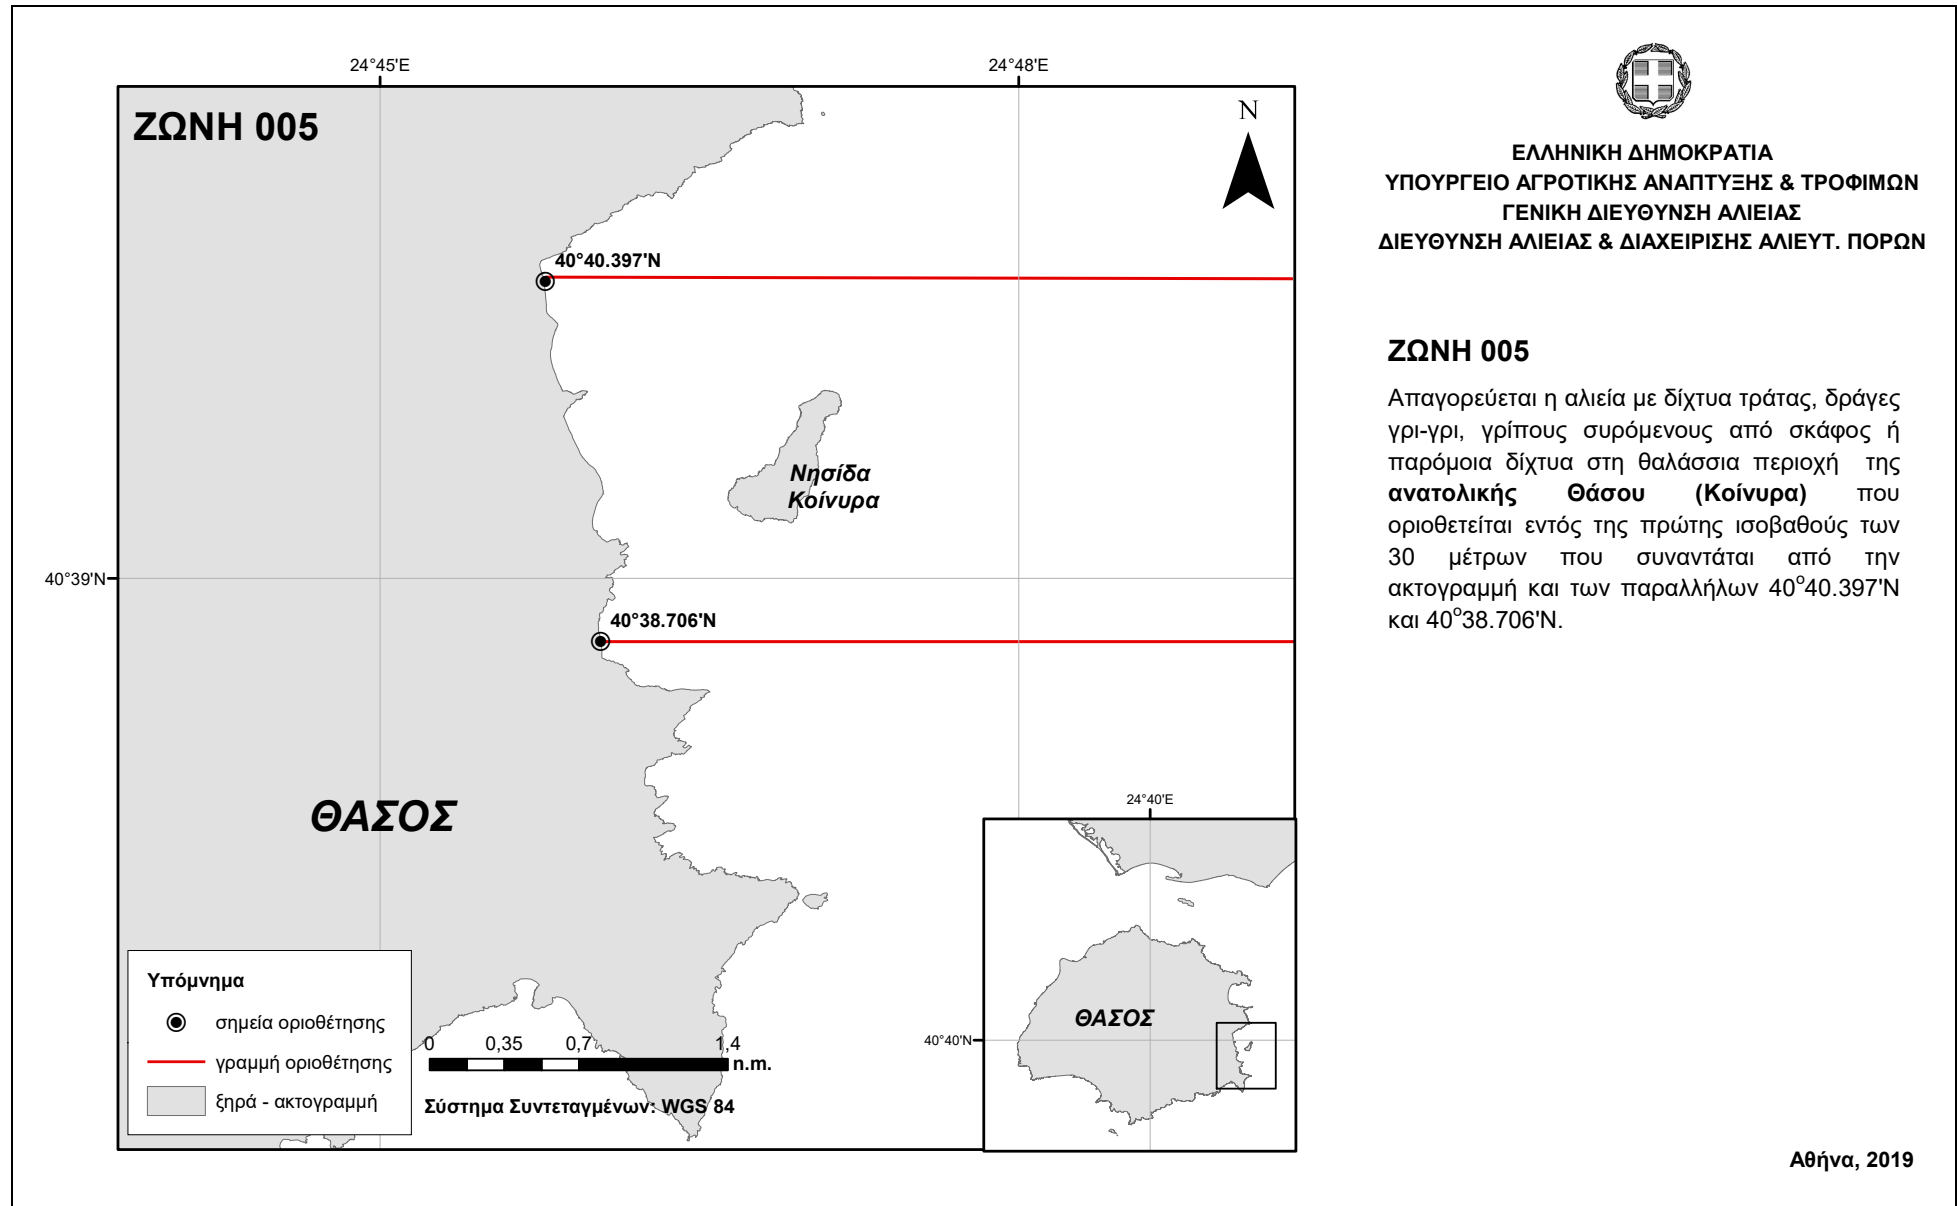 24°45'E
24°48'E
ΖΩΝΗ 005
N
40°40.397'N
Νησίδα
Κοίνυρα
40°39'N
40°38.706'N
ΘΑΣΟΣ
24°40'E
ΘΑΣΟΣ
40°40'N
Υπόμνημα
σημεία οριοθέτησης
γραμμή οριοθέτησης
ξηρά - ακτογραμμή
0 0,35 0,7 1,4
n.m.
Σύστημα Συντεταγμένων: WGS 84
ΕΛΛΗΝΙΚΗ ΔΗΜΟΚΡΑΤΙΑ
ΥΠΟΥΡΓΕΙΟ ΑΓΡΟΤΙΚΗΣ ΑΝΑΠΤΥΞΗΣ & ΤΡΟΦΙΜΩΝ
ΓΕΝΙΚΗ ΔΙΕΥΘΥΝΣΗ ΑΛΙΕΙΑΣ
ΔΙΕΥΘΥΝΣΗ ΑΛΙΕΙΑΣ & ΔΙΑΧΕΙΡΙΣΗΣ ΑΛΙΕΥΤ. ΠΟΡΩΝ
ΖΩΝΗ 005
Απαγορεύεται η αλιεία με δίχτυα τράτας, δράγες
γρι-γρι, γρίπους συρόμενους από σκάφος ή
παρόμοια δίχτυα στη θαλάσσια περιοχή της
ανατολικής Θάσου (Κοίνυρα) που
οριοθετείται εντός της πρώτης ισοβαθούς των
30 μέτρων που συναντάται από την
ακτογραμμή και των παραλλήλων 40°40.397'N
και 40°38.706'N.
Αθήνα, 2019